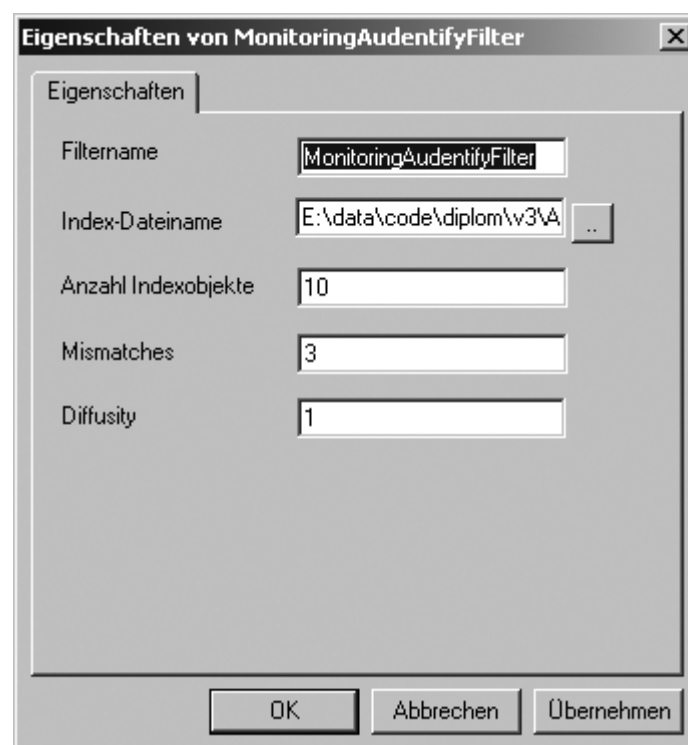 Eigenschaften von MonitoringAudentifyFilter
Eigenschaften
Filtername MonitoringAudentifyFilter
Index-Dateiname E:\data\code\diplom\v3\A ..
Anzahl Indexobjekte 10
Mismatches 3
Diffusity 1
OK Abbrechen Übernehmen